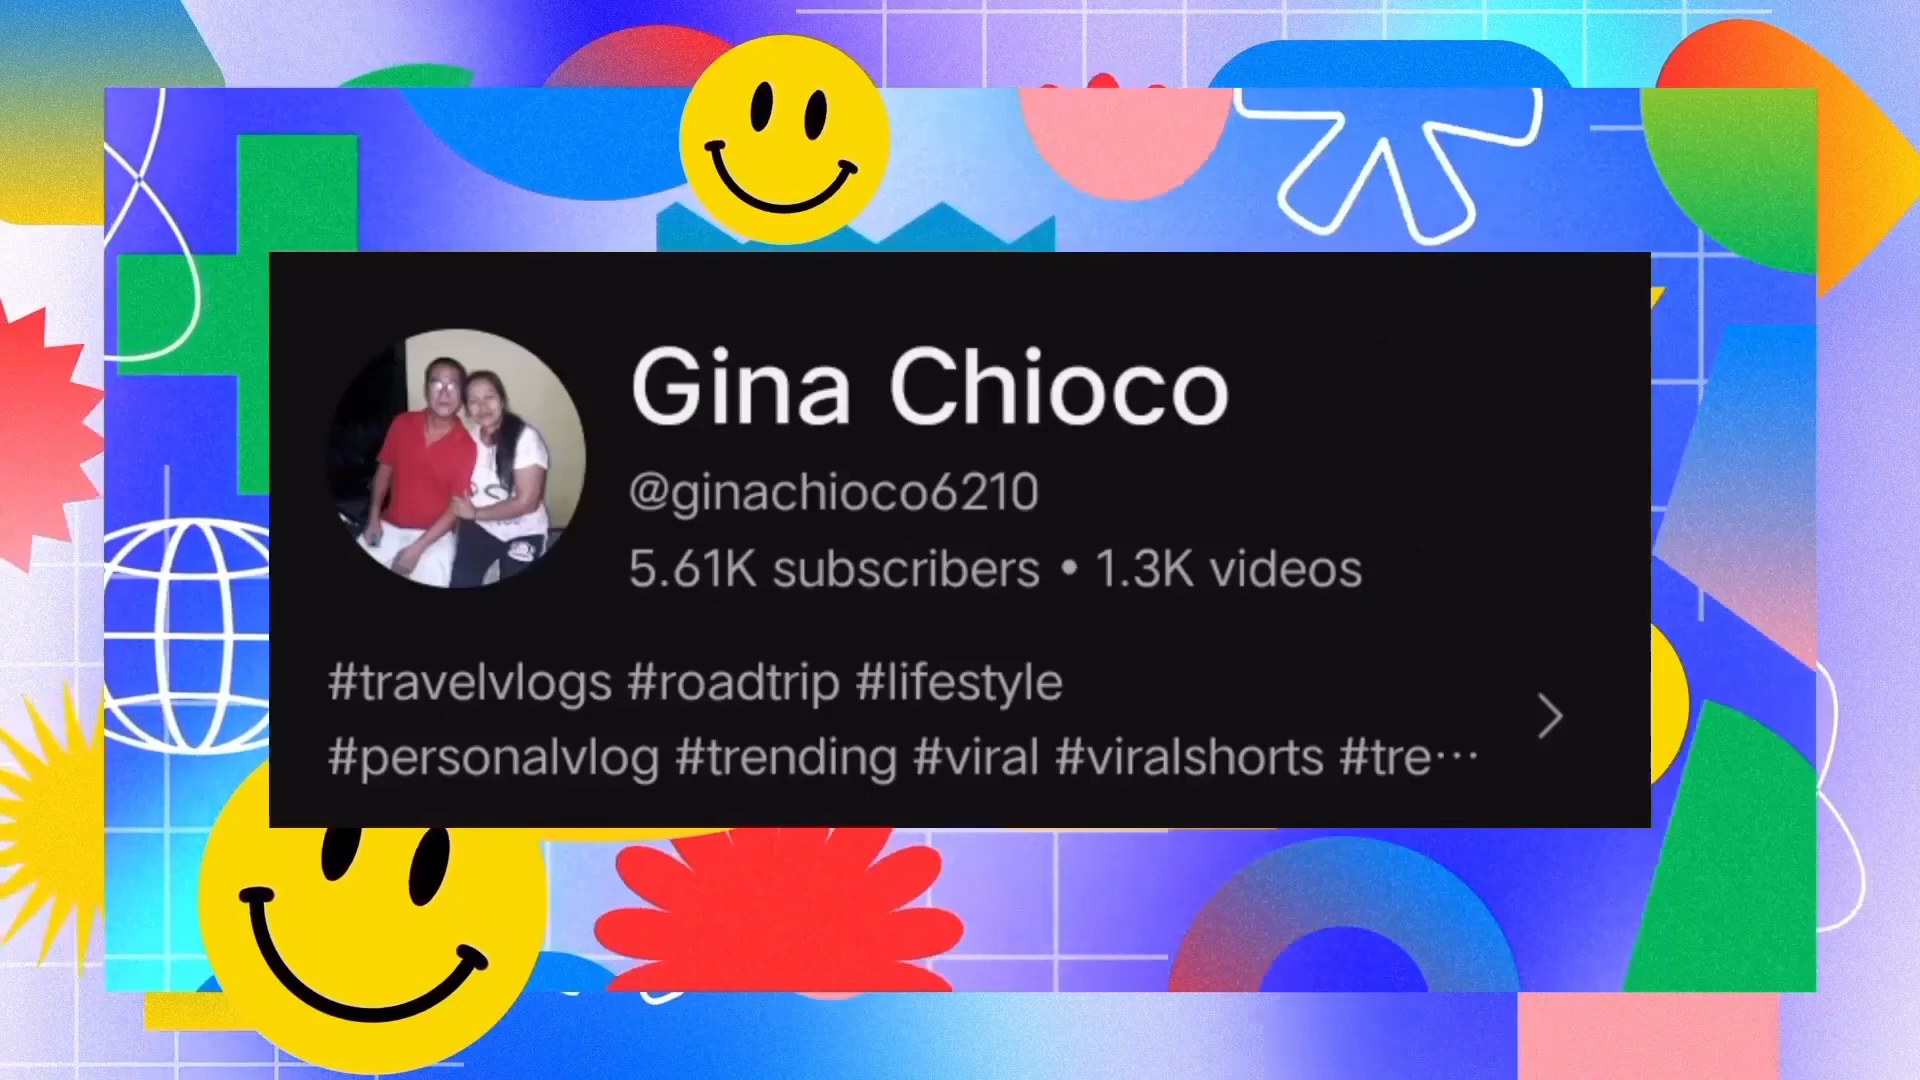 Gina Chioco
@ginachioco6210
5.61K subscribers • 1.3K videos
#travelvlogs #roadtrip #lifestyle
#personalvlog #trending #viral #viralshorts #tre···